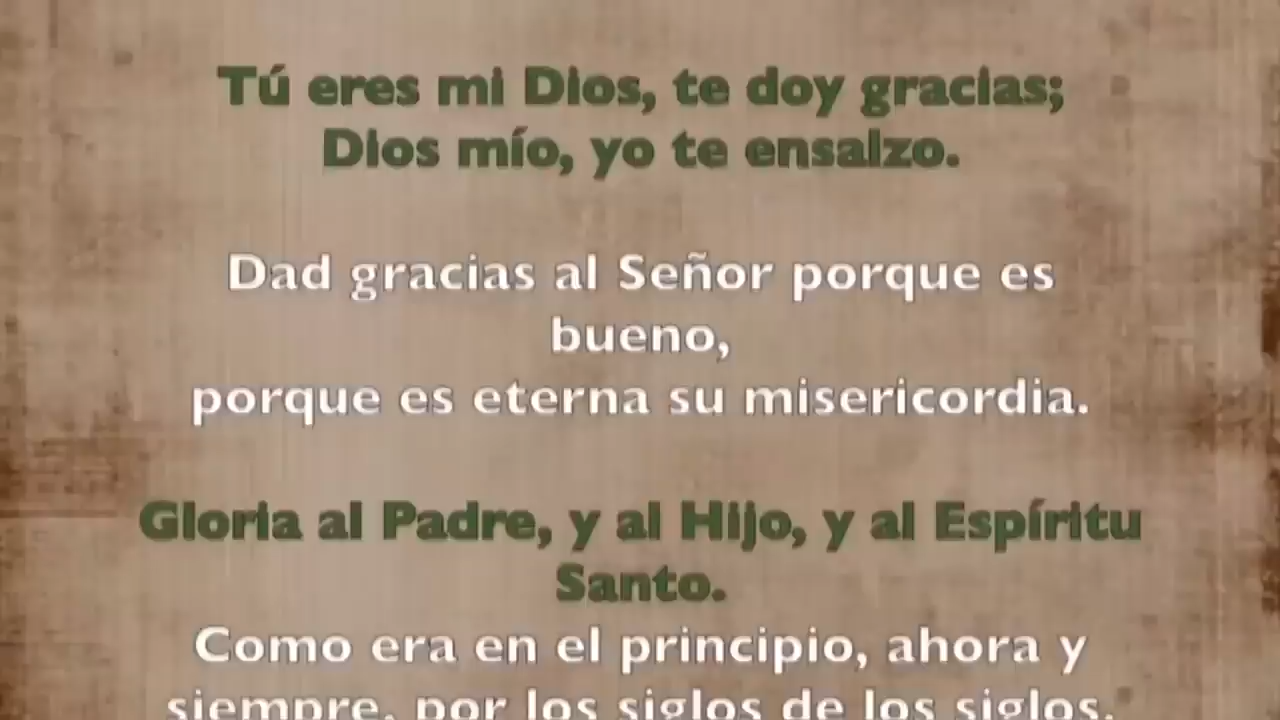 Tú eres mi Dios, te doy gracias;
Dios mío, yo te ensalzo.
Dad gracias al Señor porque es
bueno,
porque es eterna su misericordia.
Gloria al Padre, y al Hijo, y al Espíritu
Santo.
Como era en el principio, ahora y
siempre, por los siglos de los siglos.